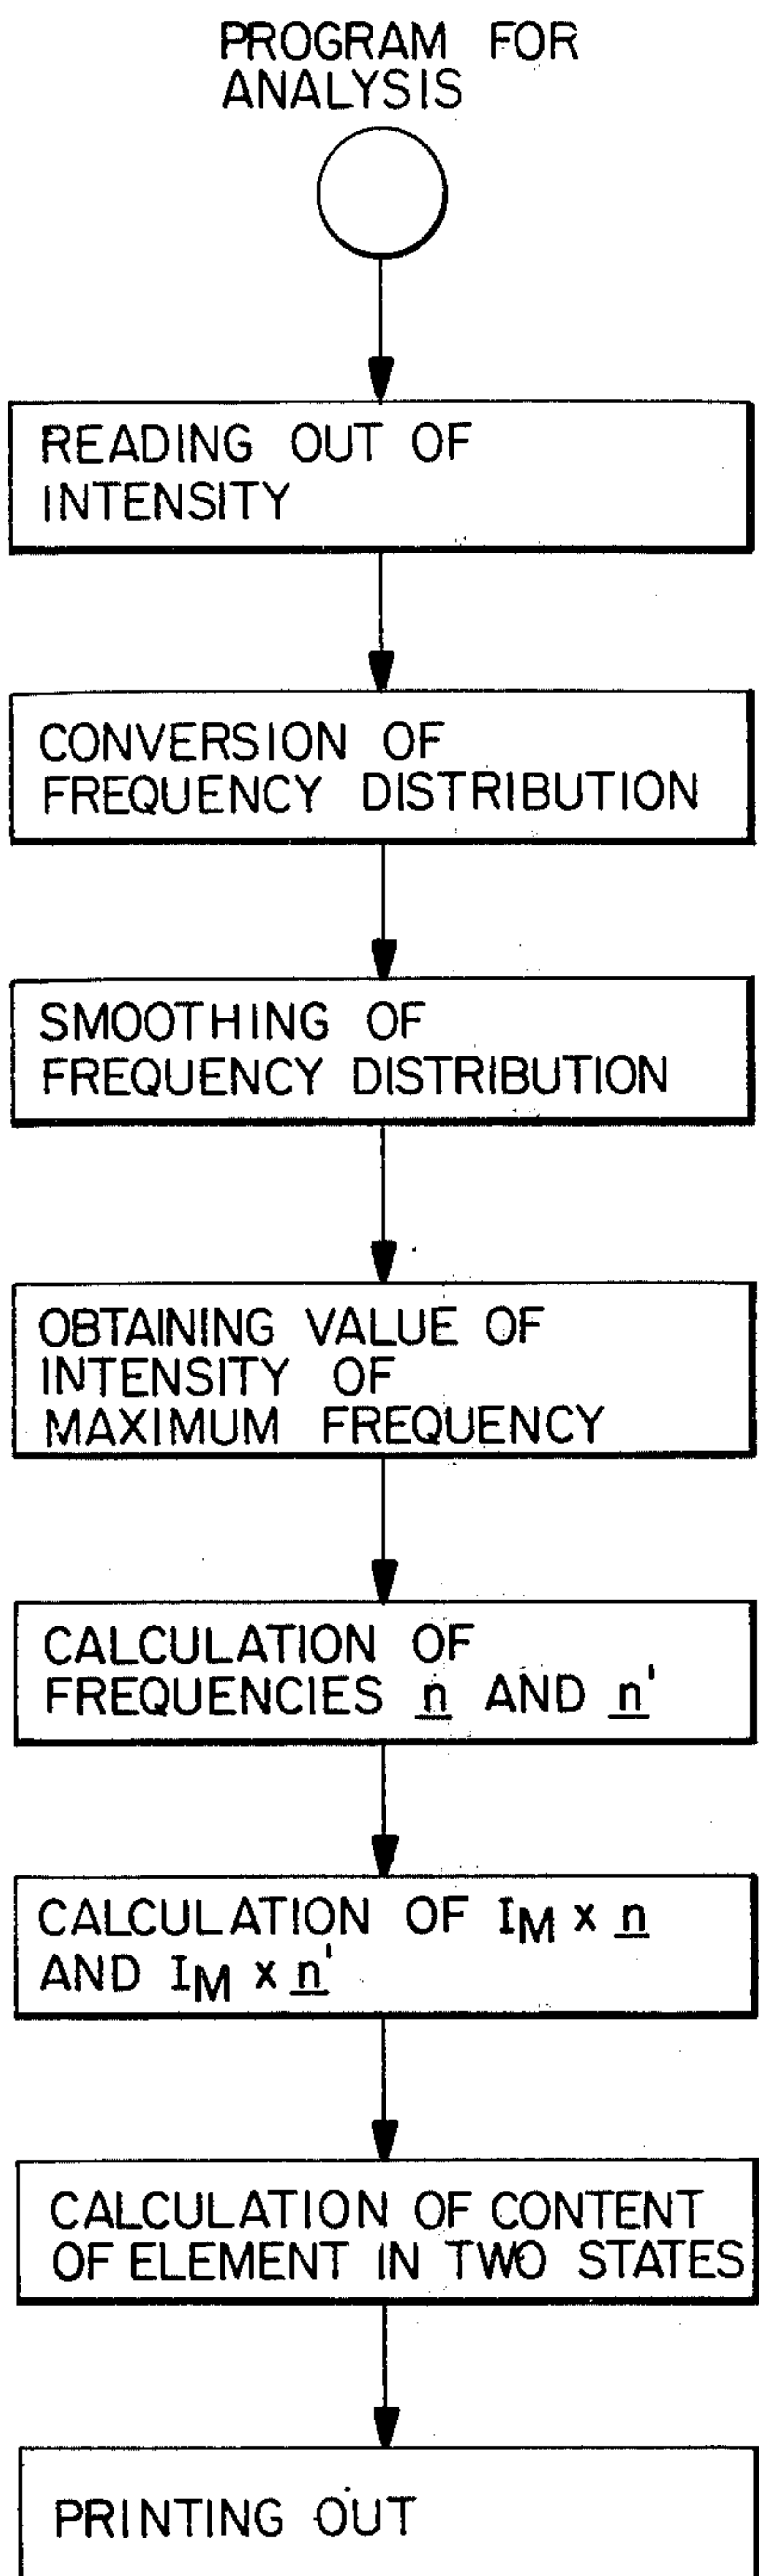 PROGRAM FOR
ANALYSIS
READING OUT OF
INTENSITY
CONVERSION OF
FREQUENCY DISTRIBUTION
SMOOTHING OF
FREQUENCY DISTRIBUTION
OBTAINING VALUE OF
INTENSITY OF
MAXIMUM FREQUENCY
CALCULATION OF
FREQUENCIES n AND n'
CALCULATION OF IM x n
AND IM x n'
CALCULATION OF CONTENT
OF ELEMENT IN TWO STATES
PRINTING OUT